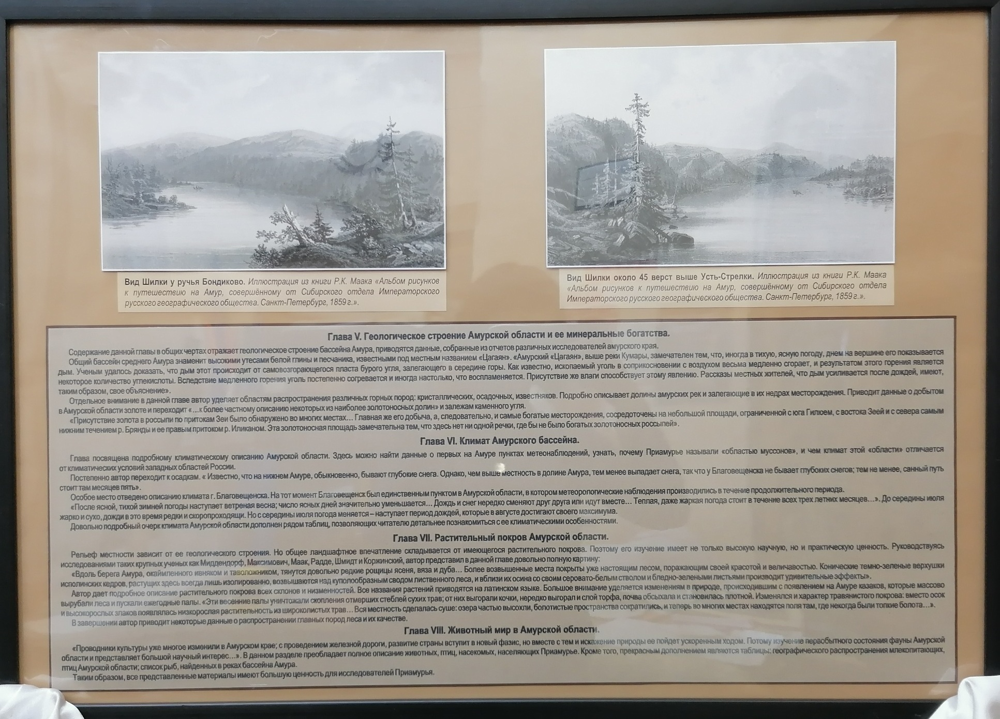 Вид Шилки у ручья Бондиково. Иллюстрация из книги Р.К. Маака «Альбом рисунков
к путешествию на Амур, совершённому от Сибирского отдела Императорского
русского географического общества. Санкт-Петербург, 1859 г.».
Вид Шилки около 45 верст выше Усть-Стрелки. Иллюстрация из книги Р.К. Маака
«Альбом рисунков к путешествию на Амур, совершённому от Сибирского отдела
Императорского русского географического общества. Санкт-Петербург, 1859 г.».
Глава V. Геологическое строение Амурской области и ее минеральные богатства.
Содержание данной главы в общих чертах отражает геологическое строение бассейна Амура, приводятся данные, собранные из отчетов различных исследователей амурского края.
Общий бассейн среднего Амура знаменит высокими утесами белой глины и песчаника, известными под местным названием «Цагаян». «Амурский «Цагаян», выше реки Кумары, замечателен тем, что, иногда в тихую, ясную погоду, днем на вершине его показывается
дым. Ученым удалось доказать, что дым этот происходит от самовозгорающегося пласта бурого угля, залегающего в середине горы. Как известно, ископаемый уголь в соприкосновении с воздухом весьма медленно сгорает, и результатом этого горения является
некоторое количество углекислоты. Вследствие медленного горения уголь постепенно согревается и иногда настолько, что воспламеняется. Присутствие же влаги способствует этому явлению. Рассказы местных жителей, что дым усиливается после дождей, имеют,
таким образом, свое объяснение».
Отдельное внимание в данной главе автор уделяет областям распространения различных горных пород: кристаллических, осадочных, известняков. Подробно описывает долины амурских рек и залегающие в их недрах месторождения. Приводит данные о добытом
в Амурской области золоте и переходит «...к более частному описанию некоторых из наиболее золотоносных долин» и залежам каменного угля.
«Присутствие золота в россыпи по притокам Зеи было обнаружено во многих местах... Главная же его добыча, а, следовательно, и самые богатые месторождения, сосредоточены на небольшой площади, ограниченной с юга Гилюем, с востока Зеей и с севера самым
нижним течением р. Брянды и ее правым притоком р. Иликаном. Эта золотоносная площадь замечательна тем, что здесь нет ни одной речки, где бы не было богатых золотоносных россыпей».
Глава VI. Климат Амурского бассейна.
Глава посвящена подробному климатическому описанию Амурской области. Здесь можно найти данные о первых на Амуре пунктах метеонаблюдений, узнать, почему Приамурье называли «областью муссонов», и чем климат этой «области» отличается
от климатических условий западных областей России.
Постепенно автор переходит к осадкам. « Известно, что на нижнем Амуре, обыкновенно, бывают глубокие снега. Однако, чем выше местность в долине Амура, тем менее выпадает снега, так что у Благовещенска не бывает глубоких снегов; тем не менее, санный путь
стоит там месяцев пять».
Особое место отведено описанию климата г. Благовещенска. На тот момент Благовещенск был единственным пунктом в Амурской области, в котором метеорологические наблюдения производились в течение продолжительного периода.
«После ясной, тихой зимней погоды наступает ветреная весна; число ясных дней значительно уменьшается... Дождь и снег нередко сменяют друг друга или идут вместе... Теплая, даже жаркая погода стоит в течение всех трех летних месяцев...». До середины июля
жарко и сухо, дожди в это время редки и скоропроходящи. Но с середины июля погода меняется – наступает период дождей, которые в августе достигают своего максимума.
Довольно подробный очерк климата Амурской области дополнен рядом таблиц, позволяющих читателю детальнее познакомиться с ее климатическими особенностями.
Глава VII. Растительный покров Амурской области.
Рельеф местности зависит от ее геологического строения. Но общее ландшафтное впечатление складывается от имеющегося растительного покрова. Поэтому его изучение имеет не только высокую научную, но и практическую ценность. Руководствуясь
исследованиями таких крупных ученых как Миддендорф, Максимович, Маак, Радде, Шмидт и Коржинский, автор представил в данной главе довольно полную картину:
«Вдоль берега Амура, окаймленного ивняком и таволожником, тянутся довольно редкие рощицы ясеня, вяза и дуба... Более возвышенные места покрыты уже настоящим лесом, поражающим своей красотой и величавостью. Конические темно-зеленые верхушки
исполинских кедров, растущих здесь всегда лишь изолированно, возвышаются над куполообразным сводом лиственного леса, и вблизи их осина со своим серовато-белым стволом и бледно-зелеными листьями производит удивительные эффекты».
Автор дает подробное описание растительного покрова всех склонов и низменностей. Все названия растений приводятся на латинском языке. Большое внимание уделяется изменениям в природе, происходившим с появлением на Амуре казаков, которые массово
вырубали леса и пускали ежегодные палы. «Эти весенние палы уничтожали скопления отмерших стеблей сухих трав; от них выгорали кочки, нередко выгорал и слой торфа, почва обсыхала и становилась плотной. Изменялся и характер травянистого покрова: вместо осок
и высокорослых злаков появлялась низкорослая растительность из широколистых трав... Вся местность сделалась суше: озера частью высохли, болотистые пространства сократились, и теперь во многих местах находятся поля там, где некогда были топкие болота...».
В завершении автор приводит некоторые данные о распространении главных пород леса и их качестве.
Глава VIII. Животный мир в Амурской области.
«Проводники культуры уже многое изменили в Амурском крае; с проведением железной дороги, развитие страны вступит в новый фазис, но вместе с тем и искажение природы ее пойдет ускоренным ходом. Потому изучение первобытного состояния фауны Амурской
области и представляет большой научный интерес...». В данном разделе преобладает полное описание животных, птиц, насекомых, населяющих Приамурье. Кроме того, прекрасным дополнением являются таблицы: географического распространения млекопитающих,
птиц Амурской области; список рыб, найденных в реках бассейна Амура.
Таким образом, все представленные материалы имеют большую ценность для исследователей Приамурья.